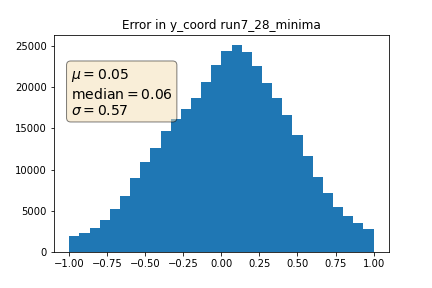 Error in y_coord run7_28_minima
25000
20000
15000
10000
5000
0
μ = 0.05
median = 0.06
σ = 0.57
−1.00 −0.75 −0.50 −0.25 0.00 0.25 0.50 0.75 1.00